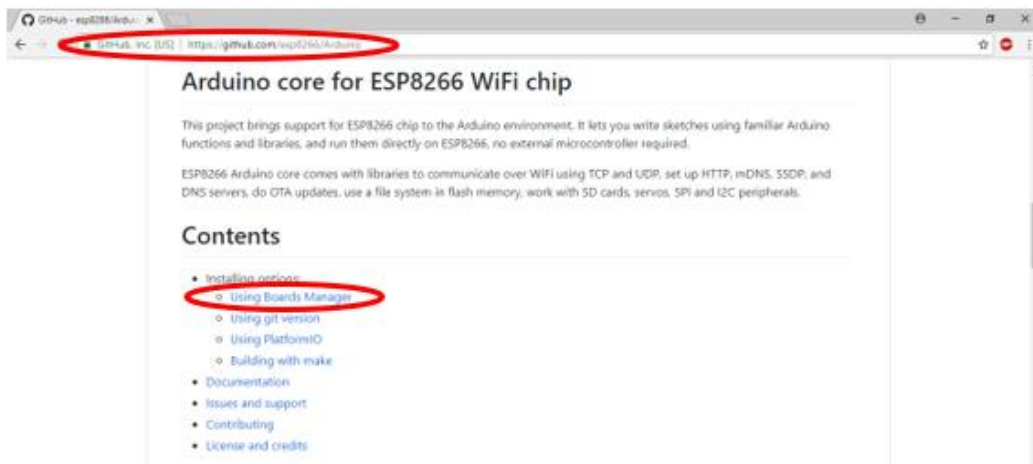 GitHub - esp8266/Ardui
GitHub, Inc. [US] | https://github.com/esp8266/Arduino
Arduino core for ESP8266 WiFi chip
This project brings support for ESP8266 chip to the Arduino environment. It lets you write sketches using familiar Arduino
functions and libraries, and run them directly on ESP8266, no external microcontroller required.
ESP8266 Arduino core comes with libraries to communicate over WiFi using TCP and UDP, set up HTTP, mDNS, SSDP, and
DNS servers, do OTA updates, use a file system in flash memory, work with SD cards, servos, SPI and I2C peripherals.
Contents
Installing options:
Using Boards Manager
Using git version
Using PlatformIO
Building with make
Documentation
Issues and support
Contributing
License and credits